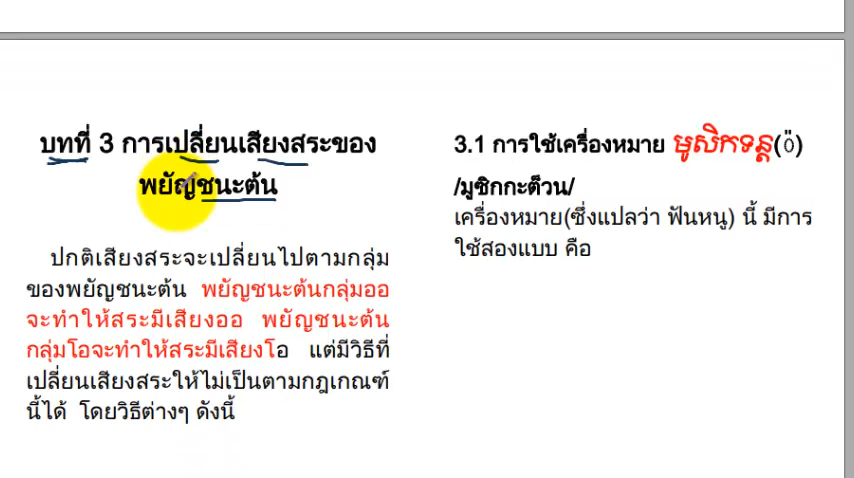 บทที่ 3 การเปลี่ยนเสียงสระของ
พยัญชนะต้น
ปกติเสียงสระจะเปลี่ยนไปตามกลุ่ม
ของพยัญชนะต้น พยัญชนะต้นกลุ่มออ
จะทำให้สระมีเสียงออ พยัญชนะต้น
กลุ่มโอจะทำให้สระมีเสียงโอ แต่มีวิธีที่
เปลี่ยนเสียงสระให้ไม่เป็นตามกฎเกณฑ์
นี้ได้ โดยวิธีต่างๆ ดังนี้
3.1 การใช้เครื่องหมาย មូសិកទន្ត(◌៉)
/มูซิกกะต็วน/
เครื่องหมาย(ซึ่งแปลว่า ฟันหนู) นี้ มีการ
ใช้สองแบบ คือ